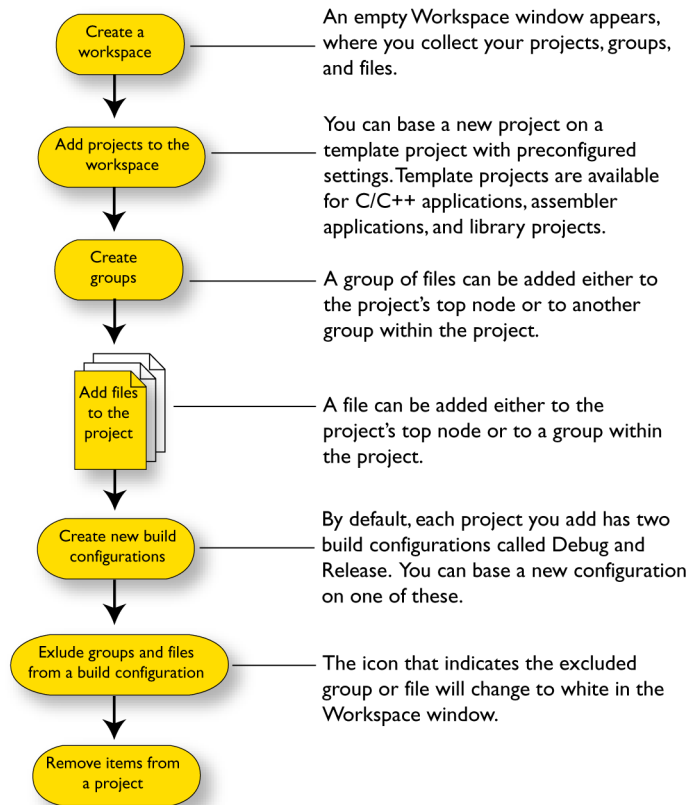 Create a
workspace
An empty Workspace window appears,
where you collect your projects, groups,
and files.
Add projects to the
workspace
You can base a new project on a
template project with preconfigured
settings. Template projects are available
for C/C++ applications, assembler
applications, and library projects.
Create
groups
A group of files can be added either to
the project's top node or to another
group within the project.
Add files
to the
project
A file can be added either to the
project's top node or to a group within
the project.
Create new build
configurations
By default, each project you add has two
build configurations called Debug and
Release. You can base a new configuration
on one of these.
Exlude groups and files
from a build configuration
The icon that indicates the excluded
group or file will change to white in the
Workspace window.
Remove items from
a project